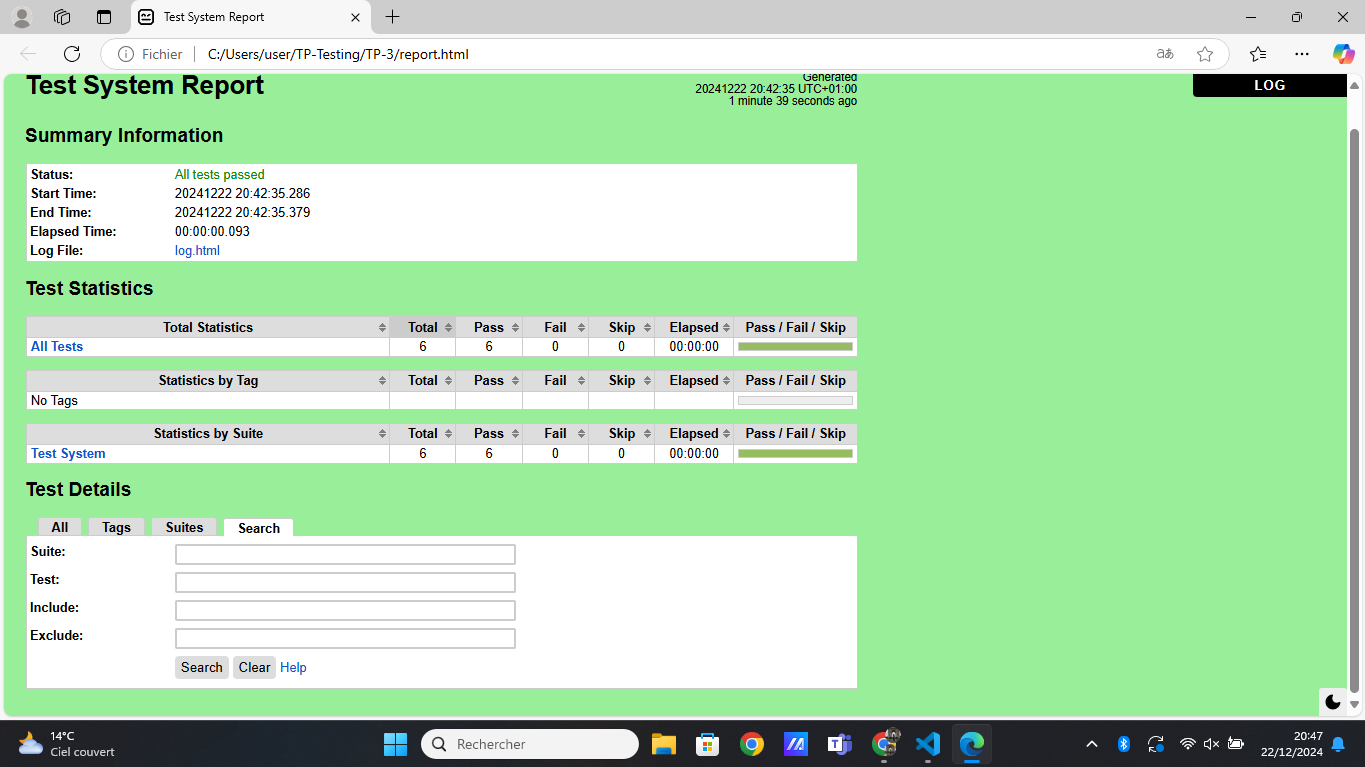 Test System Report
Fichier C:/Users/user/TP-Testing/TP-3/report.html
Test System Report
Generated
20241222 20:42:35 UTC+01:00
1 minute 39 seconds ago
LOG
Summary Information
Status: All tests passed
Start Time: 20241222 20:42:35.286
End Time: 20241222 20:42:35.379
Elapsed Time: 00:00:00.093
Log File: log.html
Test Statistics
Total Statistics Total Pass Fail Skip Elapsed Pass / Fail / Skip
All Tests 6 6 0 0 00:00:00
Statistics by Tag Total Pass Fail Skip Elapsed Pass / Fail / Skip
No Tags
Statistics by Suite Total Pass Fail Skip Elapsed Pass / Fail / Skip
Test System 6 6 0 0 00:00:00
Test Details
All Tags Suites Search
Suite:
Test:
Include:
Exclude:
Search Clear Help
14°C
Ciel couvert
Rechercher
20:47
22/12/2024